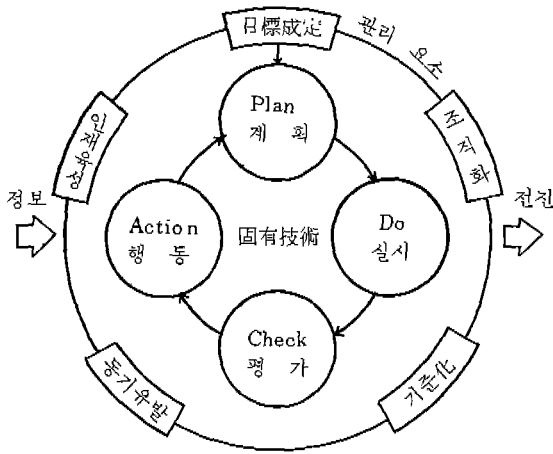 目標成定
관리 요소
Plan
계 획
인재육성
조직화
정보
전진
Action
행 동
固有技術
Do
실시
Check
평 가
동기유발
기준化